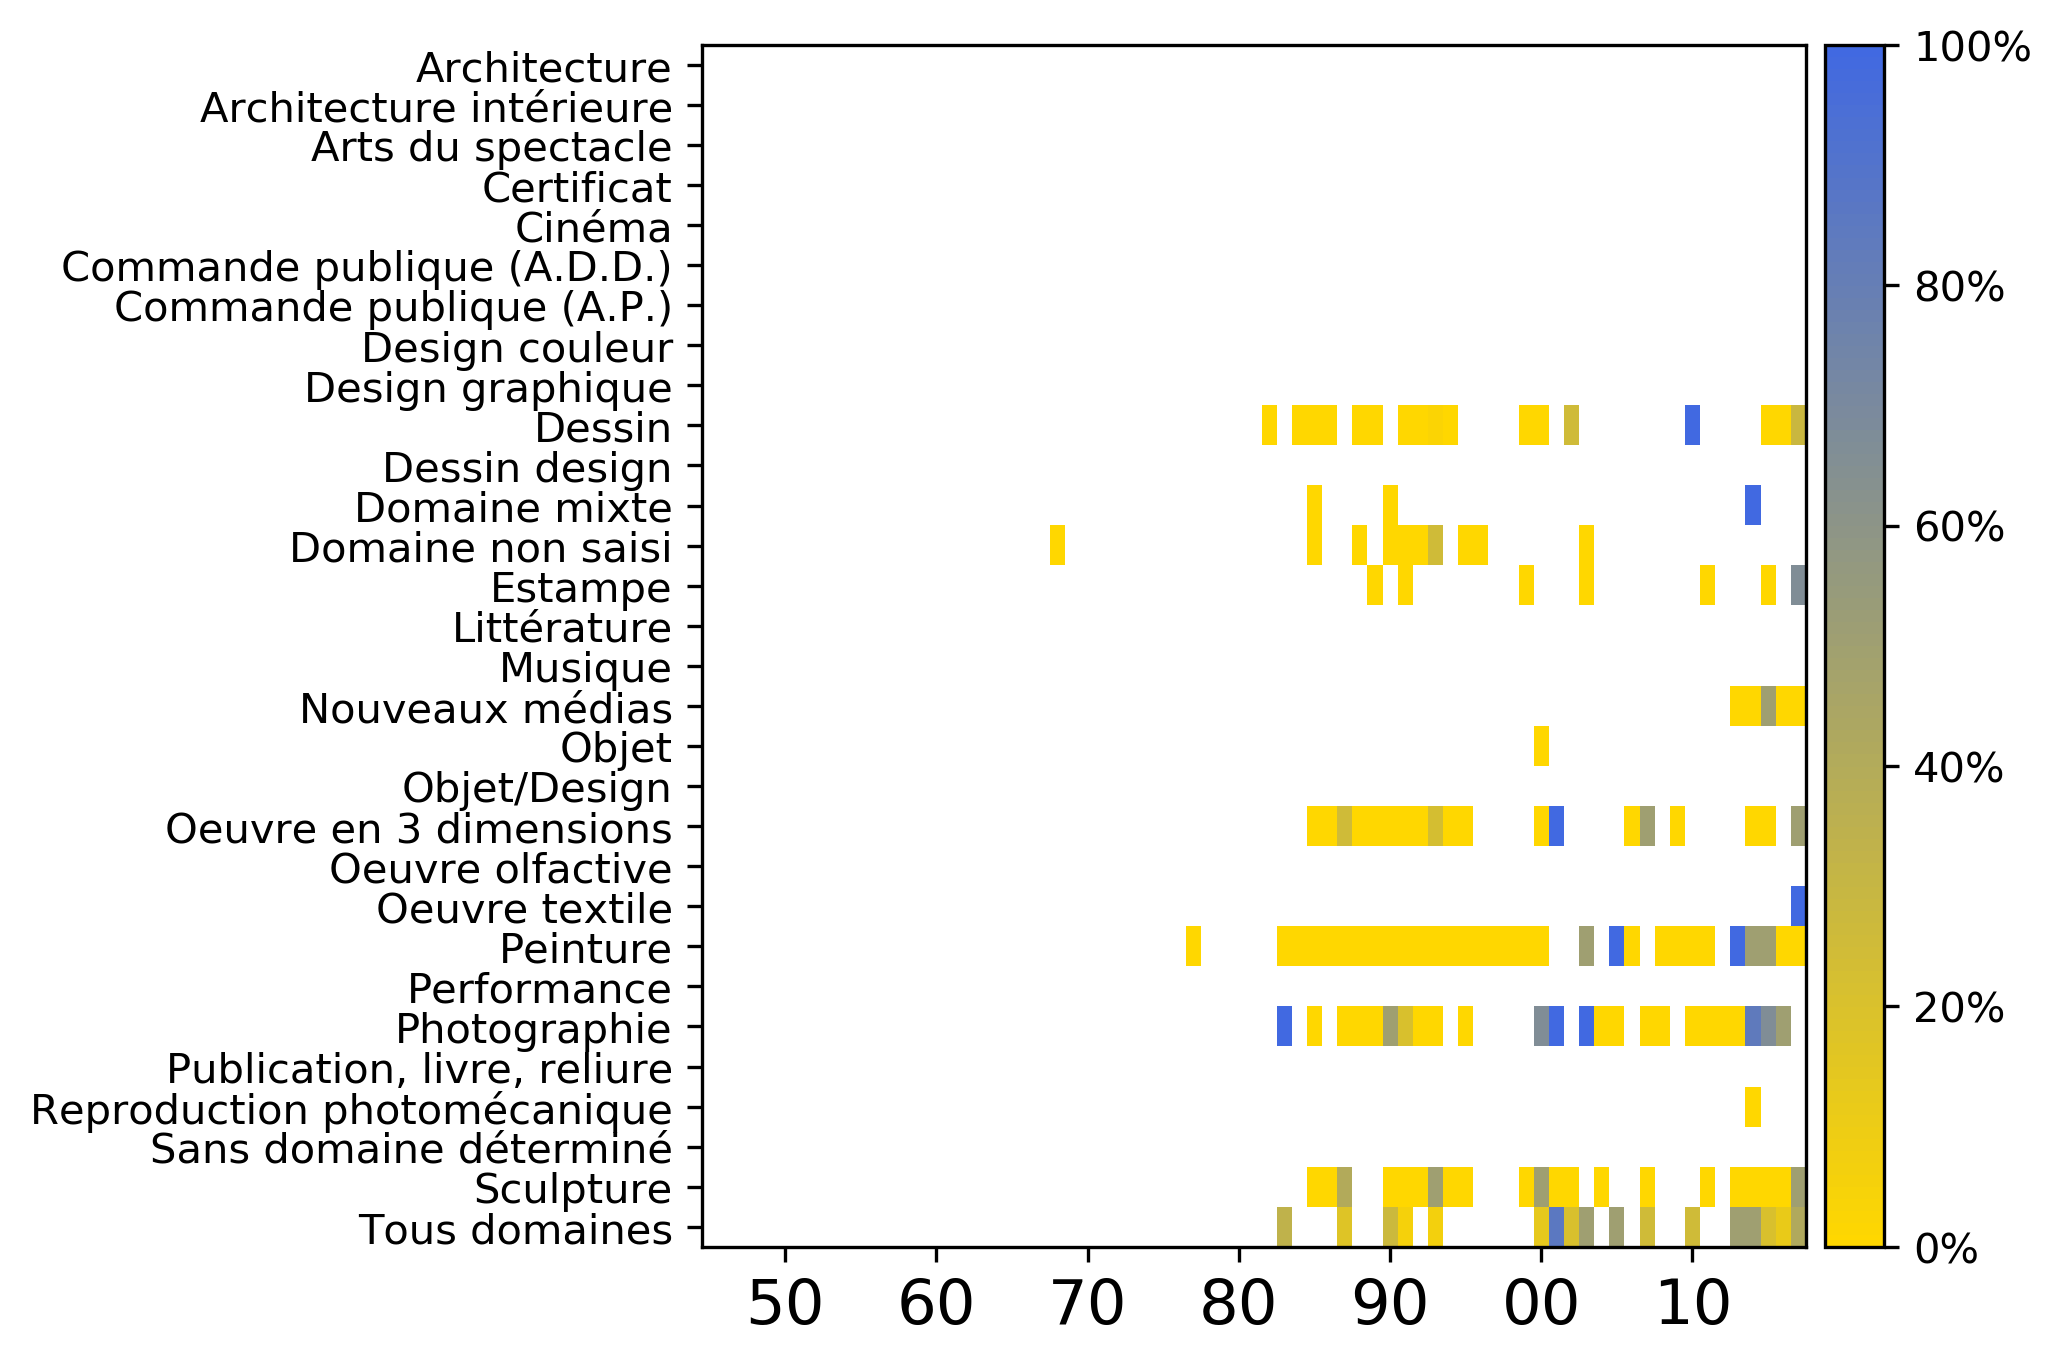 Architecture
Architecture intérieure
Arts du spectacle
Certificat
Cinéma
Commande publique (A.D.D.)
Commande publique (A.P.)
Design couleur
Design graphique
Dessin
Dessin design
Domaine mixte
Domaine non saisi
Estampe
Littérature
Musique
Nouveaux médias
Objet
Objet/Design
Oeuvre en 3 dimensions
Oeuvre olfactive
Oeuvre textile
Peinture
Performance
Photographie
Publication, livre, reliure
Reproduction photomécanique
Sans domaine déterminé
Sculpture
Tous domaines
50 60 70 80 90 00 10
100%
80%
60%
40%
20%
0%